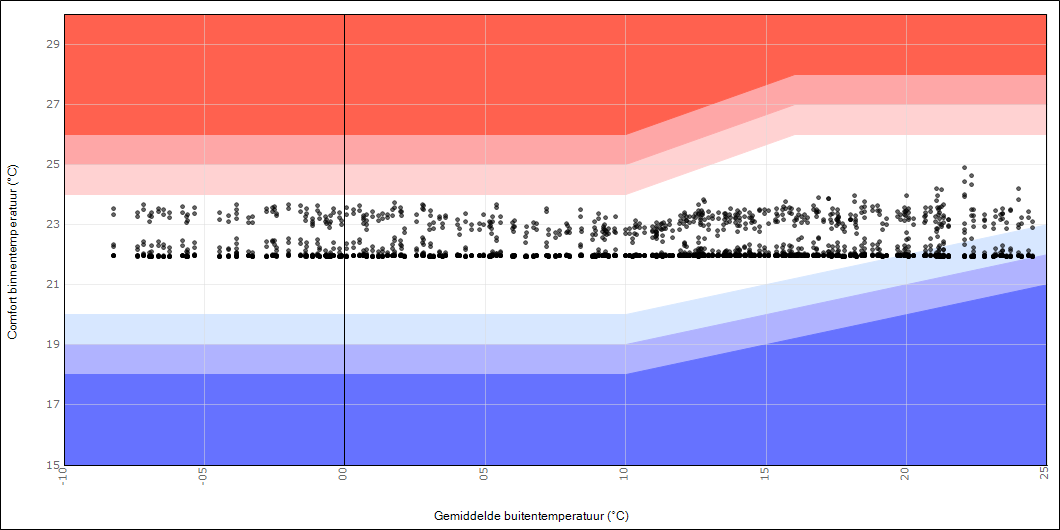 29
27
25
23
21
19
17
15
Comfort binnentemperatuur (°C)
-10 -05 00 05 10 15 20 25
Gemiddelde buitentemperatuur (°C)